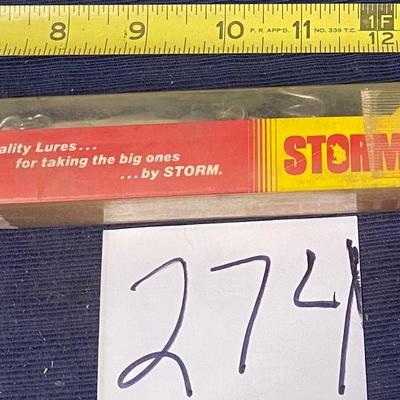 8 9 10 11 1F
P. R. APP'D. NO. 339 T.C. 12
ality Lures...
for taking the big ones
...by STORM.
STORM
274